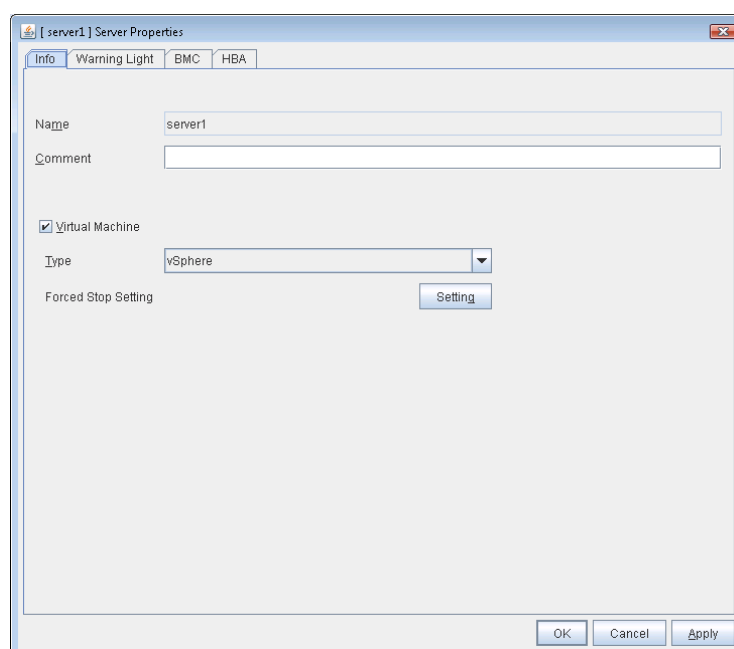 [ server1 ] Server Properties
Info Warning Light BMC HBA
Name server1
Comment
Virtual Machine
Type vSphere
Forced Stop Setting Setting
OK Cancel Apply